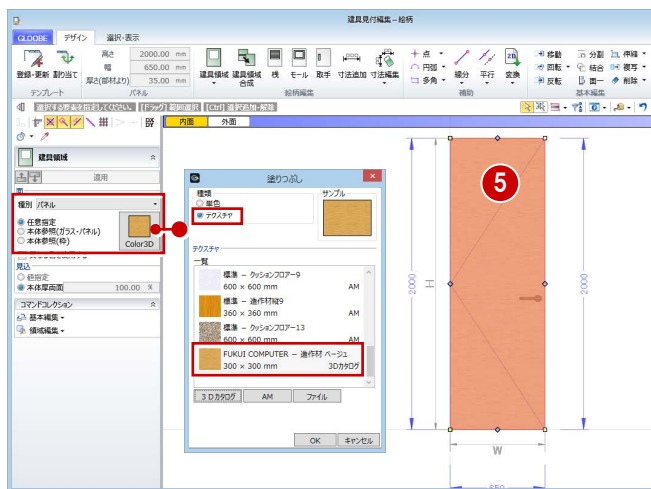 建具見付編集－絵柄
GLOOBE デザイン 選択・表示
登録・更新 割り当て
高さ 2000.00 mm
幅 650.00 mm
厚さ(部材より) 35.00 mm
テンプレート パネル
建具領域 建具領域合成 桟 モール 取手 寸法追加 寸法編集
絵柄編集
点 円弧 多角 線分 平行 変換
補助
移動 分割 伸縮
回転 結合 複写
反転 面一 削除
基本編集
選択する要素を指定してください。 [ドラッグ] 範囲選択 [Ctrl] 選択追加・解除
内面 外面
建具領域
適用
種別 パネル
任意指定
本体参照(ガラス・パネル)
本体参照(枠)
Color3D
見込
値指定
本体厚両面 100.00 %
コマンドコレクション
基本編集
領域編集
塗りつぶし
種類
単色
テクスチャ
サンプル
テクスチャ
一覧
標準 － クッションフロアー9
600 × 600 mm AM
標準 －造作材縦9
360 × 360 mm AM
標準 － クッションフロアー13
600 × 600 mm AM
FUKUI COMPUTER － 造作材 ベージュ
300 × 300 mm 3Dカタログ
3Dカタログ AM ファイル
OK キャンセル
5
2000
H
2000
W
650